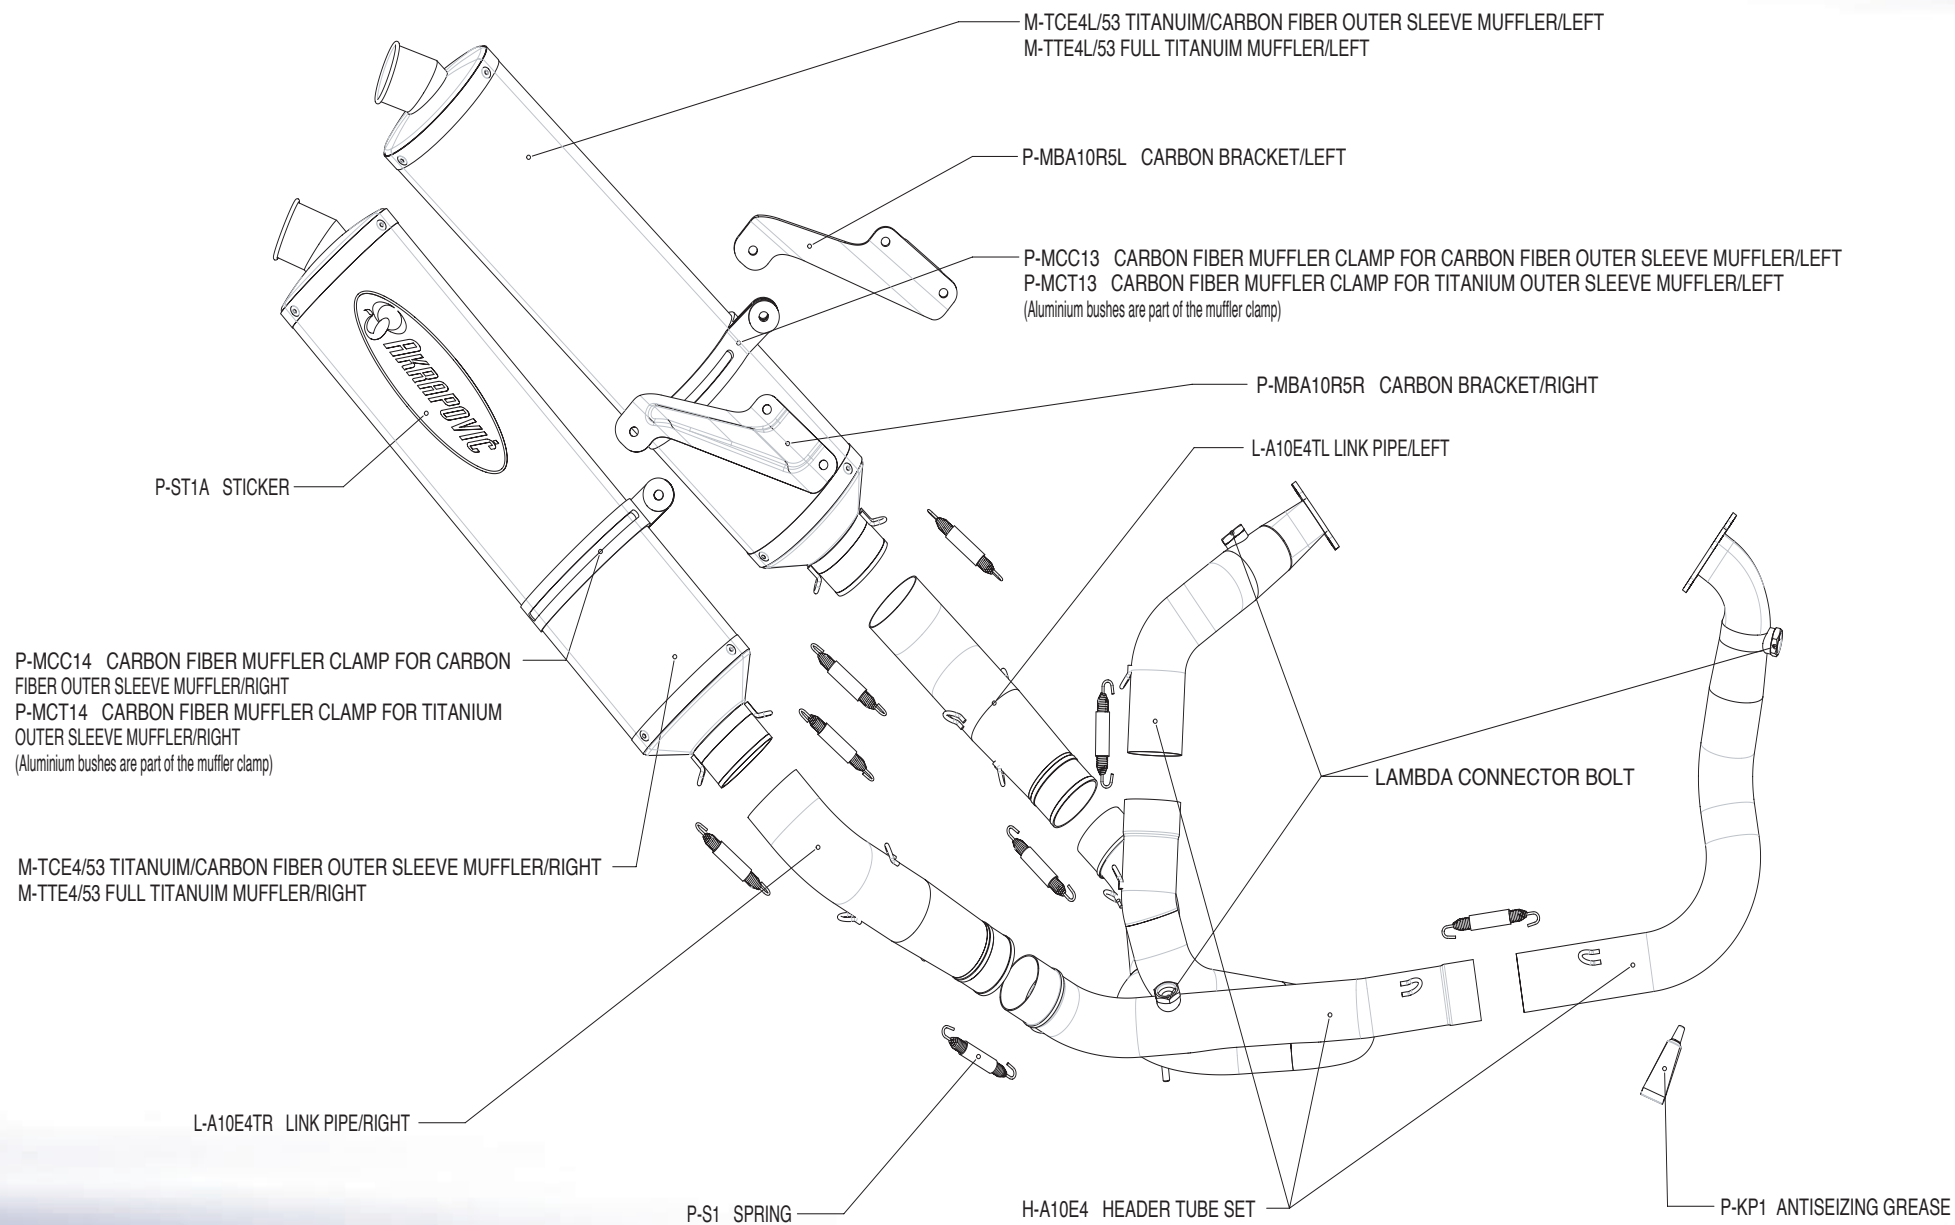 M-TCE4L/53 TITANUIM/CARBON FIBER OUTER SLEEVE MUFFLER/LEFT
M-TTE4L/53 FULL TITANUIM MUFFLER/LEFT
P-MBA10R5L CARBON BRACKET/LEFT
P-MCC13 CARBON FIBER MUFFLER CLAMP FOR CARBON FIBER OUTER SLEEVE MUFFLER/LEFT
P-MCT13 CARBON FIBER MUFFLER CLAMP FOR TITANIUM OUTER SLEEVE MUFFLER/LEFT
(Aluminium bushes are part of the muffler clamp)
AKRAPOVIČ
P-MBA10R5R CARBON BRACKET/RIGHT
L-A10E4TL LINK PIPE/LEFT
P-ST1A STICKER
P-MCC14 CARBON FIBER MUFFLER CLAMP FOR CARBON
FIBER OUTER SLEEVE MUFFLER/RIGHT
P-MCT14 CARBON FIBER MUFFLER CLAMP FOR TITANIUM
OUTER SLEEVE MUFFLER/RIGHT
(Aluminium bushes are part of the muffler clamp)
LAMBDA CONNECTOR BOLT
M-TCE4/53 TITANUIM/CARBON FIBER OUTER SLEEVE MUFFLER/RIGHT
M-TTE4/53 FULL TITANUIM MUFFLER/RIGHT
L-A10E4TR LINK PIPE/RIGHT
P-S1 SPRING
H-A10E4 HEADER TUBE SET
P-KP1 ANTISEIZING GREASE